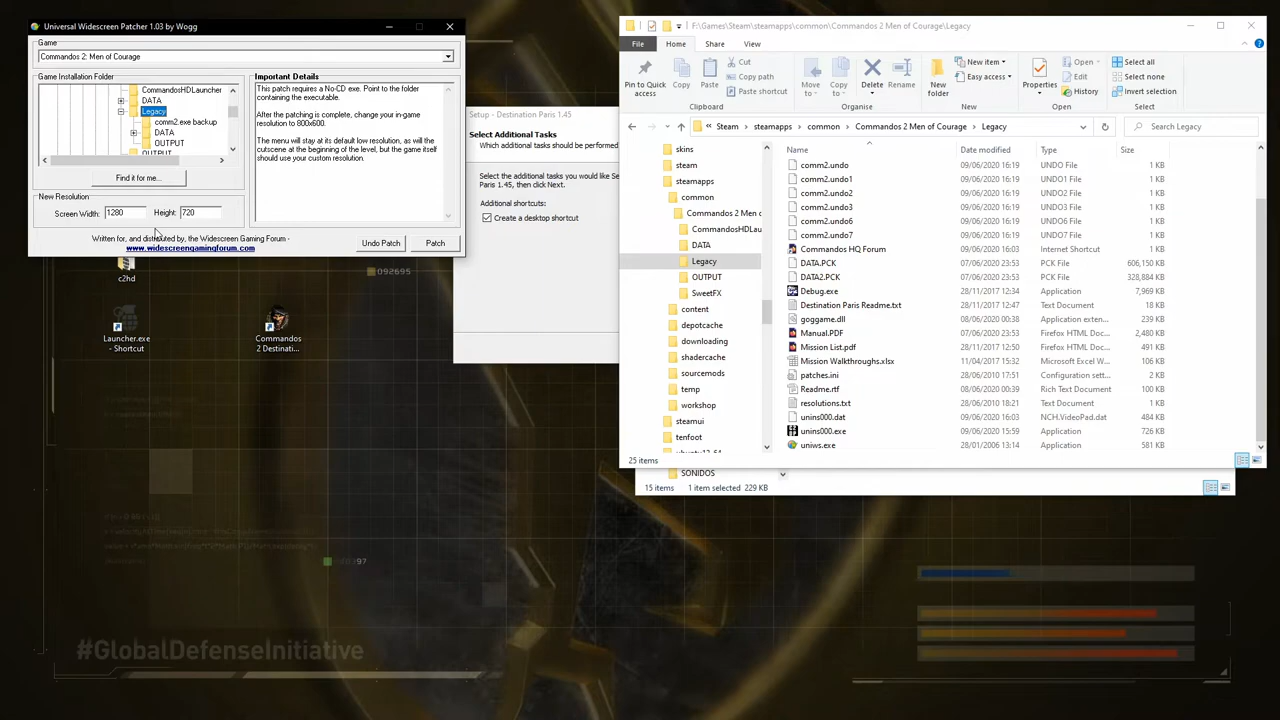 Universal Widescreen Patcher 1.03 by Wogg
Game
Commandos 2: Men of Courage
Game Installation Folder
CommandosHDLauncher
DATA
Legacy
comm2.exe backup
DATA
OUTPUT
OUTPUT
Find it for me...
New Resolution
Screen Width: 1280 Height: 720
Important Details
This patch requires a No-CD exe. Point to the folder
containing the executable.
After the patching is complete, change your in-game
resolution to 800x600.
The menu will stay at its default low resolution, as will the
cutscene at the beginning of the level, but the game itself
should use your custom resolution.
Written for, and distributed by, the Widescreen Gaming Forum -
www.widescreengamingforum.com
Undo Patch Patch
Setup - Destination Paris 1.45
Select Additional Tasks
Which additional tasks should be performed
Select the additional tasks you would like Se
Paris 1.45, then click Next.
Additional shortcuts:
Create a desktop shortcut
F:\Games\Steam\steamapps\common\Commandos 2 Men of Courage\Legacy
File Home Share View
Pin to Quick
access
Copy
Paste
Cut
Copy path
Paste shortcut
Clipboard
Move
to
Copy
to
Delete
Rename
Organise
New
folder
New item
Easy access
New
Properties
Open
Edit
History
Open
Select all
Select none
Invert selection
Select
« Steam > steamapps > common > Commandos 2 Men of Courage > Legacy
Search Legacy
skins
steam
steamapps
common
Commandos 2 Men c
CommandosHDLau
DATA
Legacy
OUTPUT
SweetFX
content
depotcache
downloading
shadercache
sourcemods
temp
workshop
steamui
tenfoot
Name Date modified Type Size
comm2.undo 09/06/2020 16:19 UNDO File 1 KB
comm2.undo1 09/06/2020 16:19 UNDO1 File 1 KB
comm2.undo2 09/06/2020 16:19 UNDO2 File 1 KB
comm2.undo3 09/06/2020 16:19 UNDO3 File 1 KB
comm2.undo6 09/06/2020 16:19 UNDO6 File 1 KB
comm2.undo7 09/06/2020 16:19 UNDO7 File 1 KB
Commandos HQ Forum 28/11/2017 12:47 Internet Shortcut 1 KB
DATA.PCK 07/06/2020 23:53 PCK File 606,150 KB
DATA2.PCK 07/06/2020 23:53 PCK File 328,884 KB
Debug.exe 28/11/2017 12:34 Application 7,969 KB
Destination Paris Readme.txt 28/11/2017 12:47 Text Document 18 KB
goggame.dll 08/06/2020 00:38 Application exten... 239 KB
Manual.PDF 07/06/2020 23:53 Firefox HTML Doc... 2,480 KB
Mission List.pdf 28/11/2017 12:50 Firefox HTML Doc... 491 KB
Mission Walkthroughs.xlsx 11/04/2017 15:32 Microsoft Excel W... 106 KB
patches.ini 08/06/2010 17:51 Configuration sett... 2 KB
Readme.rtf 08/06/2020 00:39 Rich Text Document 100 KB
resolutions.txt 28/06/2010 18:21 Text Document 1 KB
unins000.dat 09/06/2020 16:03 NCH.VideoPad.dat 484 KB
unins000.exe 09/06/2020 15:59 Application 726 KB
uniws.exe 28/01/2006 13:14 Application 581 KB
25 items
SONIDOS
15 items 1 item selected 229 KB
c2hd
092695
Launcher.exe
- Shortcut
Commandos
2 Destinati...
#GlobalDefenseInitiative